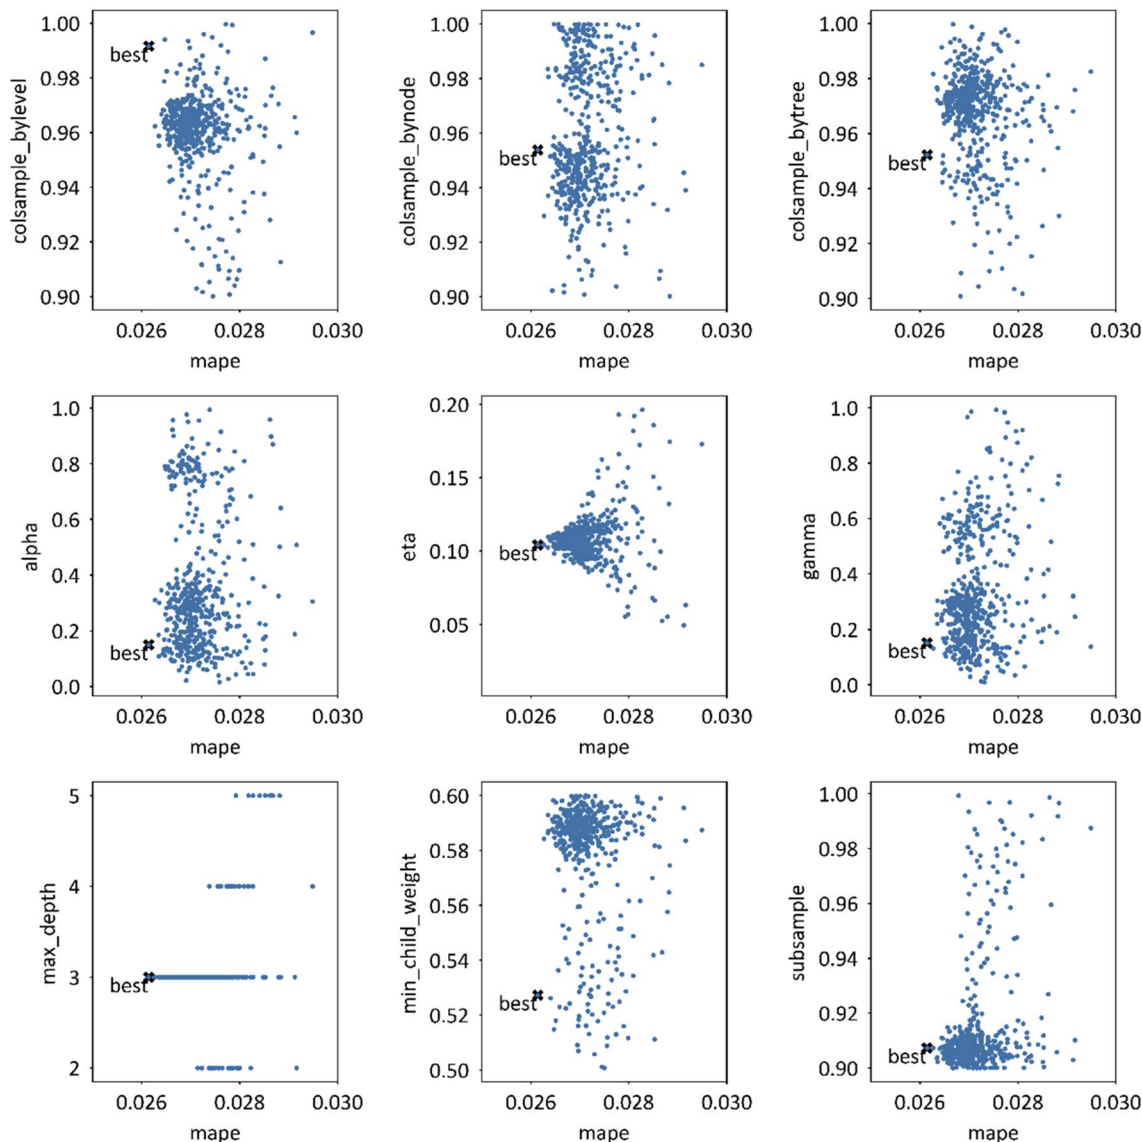 1.00
0.98
0.96
0.94
0.92
0.90
colsample_bylevel
best
0.026 0.028 0.030
mape
1.00
0.98
0.96
0.94
0.92
0.90
colsample_bynode
best
0.026 0.028 0.030
mape
1.00
0.98
0.96
0.94
0.92
0.90
colsample_bytree
best
0.026 0.028 0.030
mape
1.0
0.8
0.6
0.4
0.2
0.0
alpha
best
0.026 0.028 0.030
mape
0.20
0.15
0.10
0.05
eta
best
0.026 0.028 0.030
mape
1.0
0.8
0.6
0.4
0.2
0.0
gamma
best
0.026 0.028 0.030
mape
5
4
3
2
max_depth
best
0.026 0.028 0.030
mape
0.60
0.58
0.56
0.54
0.52
0.50
min_child_weight
best
0.026 0.028 0.030
mape
1.00
0.98
0.96
0.94
0.92
0.90
subsample
best
0.026 0.028 0.030
mape